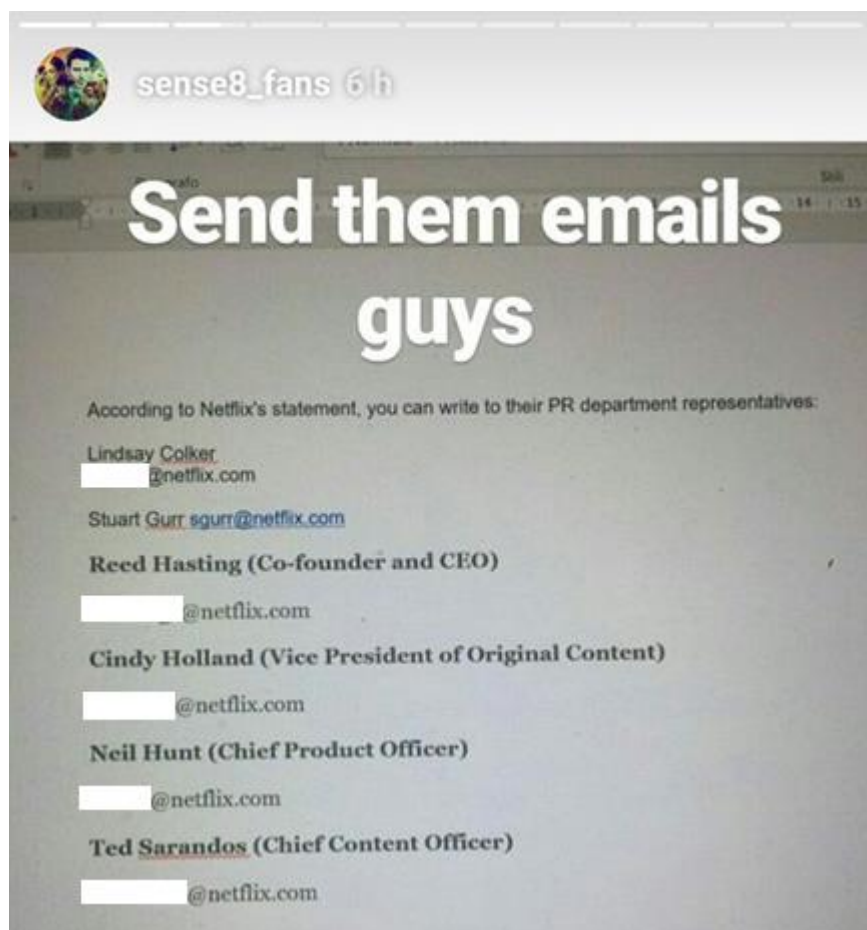 sense8_fans 6 h
Stili
14 15
Send them emails
guys
According to Netflix's statement, you can write to their PR department representatives:
Lindsay Colker
@netflix.com
Stuart Gurr sgurr@netflix.com
Reed Hasting (Co-founder and CEO)
@netflix.com
Cindy Holland (Vice President of Original Content)
@netflix.com
Neil Hunt (Chief Product Officer)
@netflix.com
Ted Sarandos (Chief Content Officer)
@netflix.com